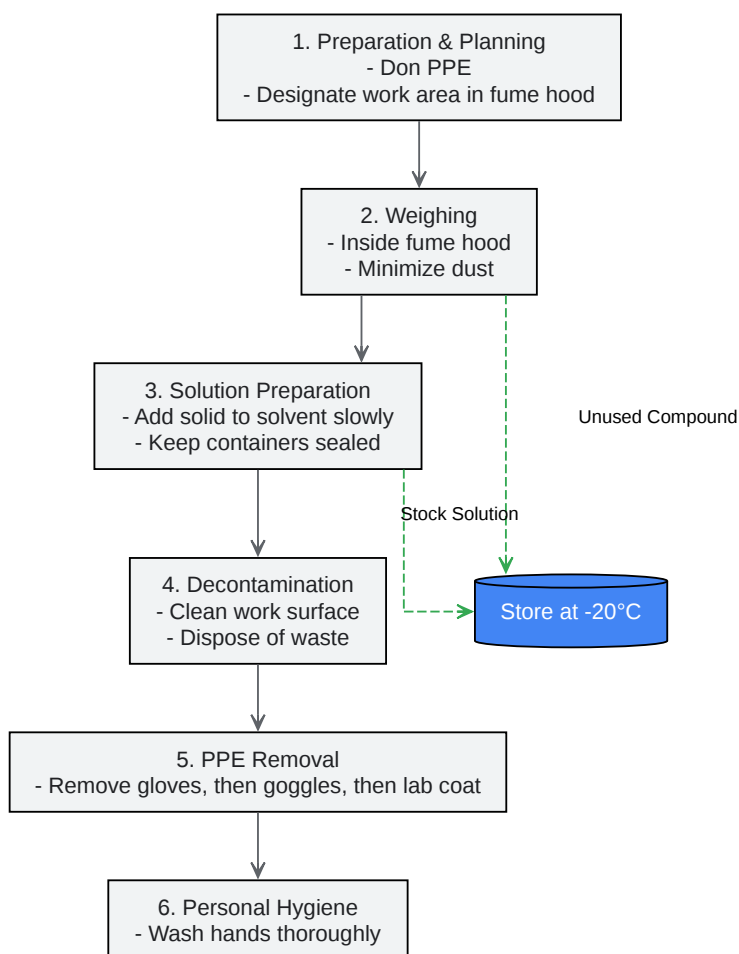 1. Preparation & Planning
- Don PPE
- Designate work area in fume hood
2. Weighing
- Inside fume hood
- Minimize dust
3. Solution Preparation
- Add solid to solvent slowly
- Keep containers sealed
Unused Compound
Stock Solution
4. Decontamination
- Clean work surface
- Dispose of waste
Store at -20°C
5. PPE Removal
- Remove gloves, then goggles, then lab coat
6. Personal Hygiene
- Wash hands thoroughly